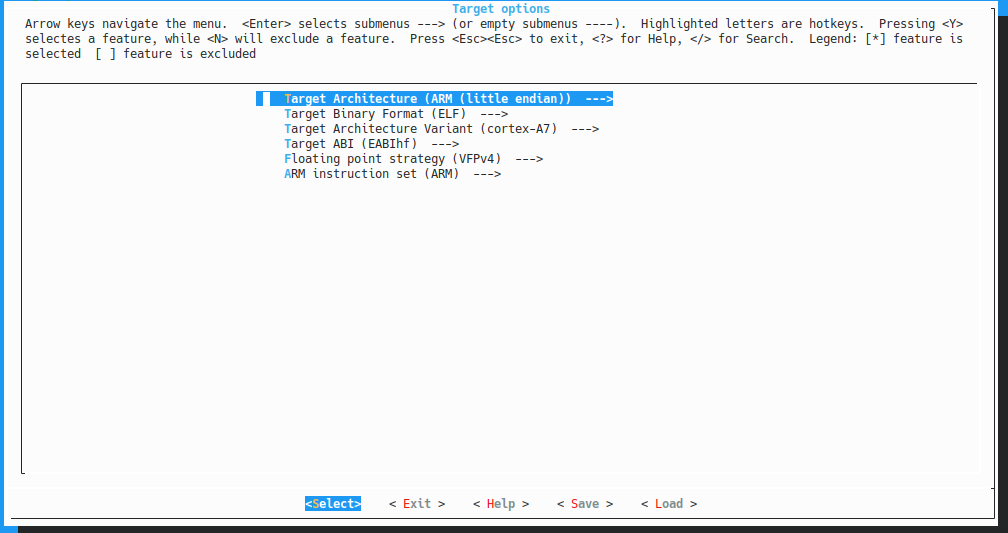 Target options
Arrow keys navigate the menu.  <Enter> selects submenus ---> (or empty submenus ----).  Highlighted letters are hotkeys.  Pressing <Y>
selectes a feature, while <N> will exclude a feature.  Press <Esc><Esc> to exit, <?> for Help, </> for Search.  Legend: [*] feature is
selected  [ ] feature is excluded
Target Architecture (ARM (little endian))  --->
Target Binary Format (ELF)  --->
Target Architecture Variant (cortex-A7)  --->
Target ABI (EABIhf)  --->
Floating point strategy (VFPv4)  --->
ARM instruction set (ARM)  --->
<Select>    < Exit >    < Help >    < Save >    < Load >